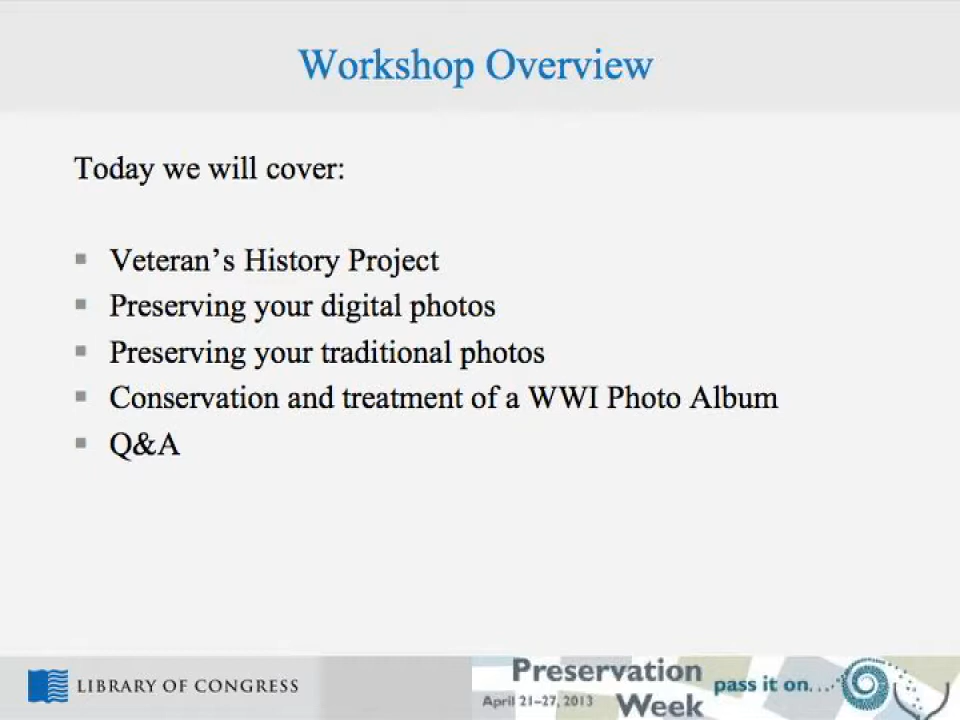 Workshop Overview
Today we will cover:
▪ Veteran’s History Project
▪ Preserving your digital photos
▪ Preserving your traditional photos
▪ Conservation and treatment of a WWI Photo Album
▪ Q&A
LIBRARY OF CONGRESS
Preservation
April 21–27, 2013 Week
pass it on...